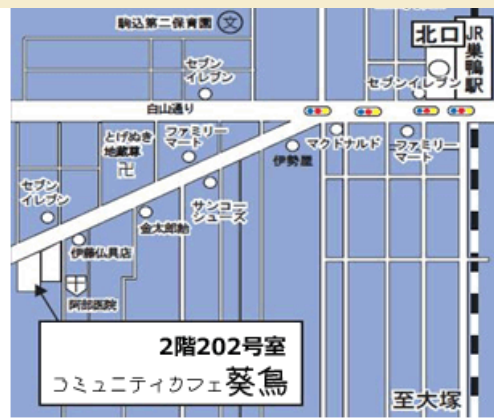 駒込第二保育園
文
北口
JR
巣鴨駅
セブン
イレブン
セブンイレブン
白山通り
とげぬき
地蔵尊
卍
ファミリー
マート
伊勢屋
マクドナルド
ファミリー
マート
セブン
イレブン
サンコー
シューズ
金太郎飴
伊藤仏具店
阿部医院
2階202号室
コミュニティカフェ葵鳥
至大塚